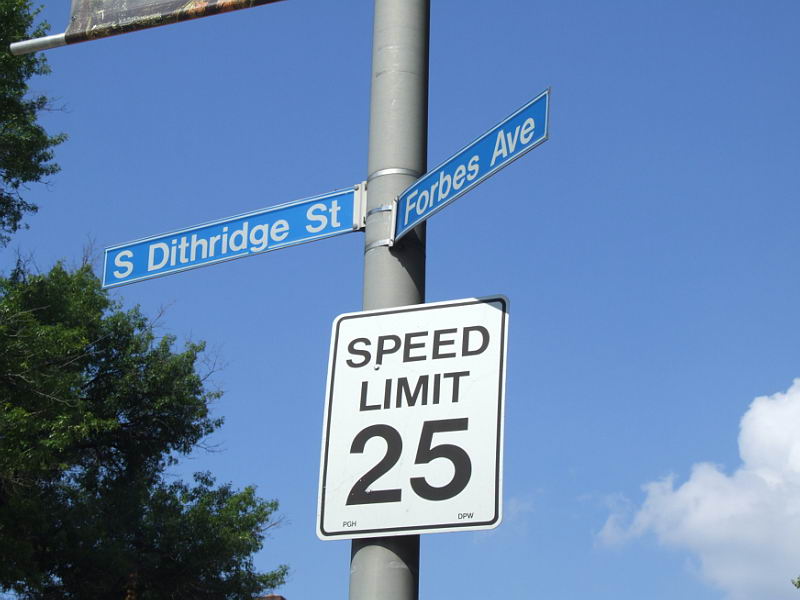 S Dithridge St
Forbes Ave
SPEED
LIMIT
25
PGH DPW